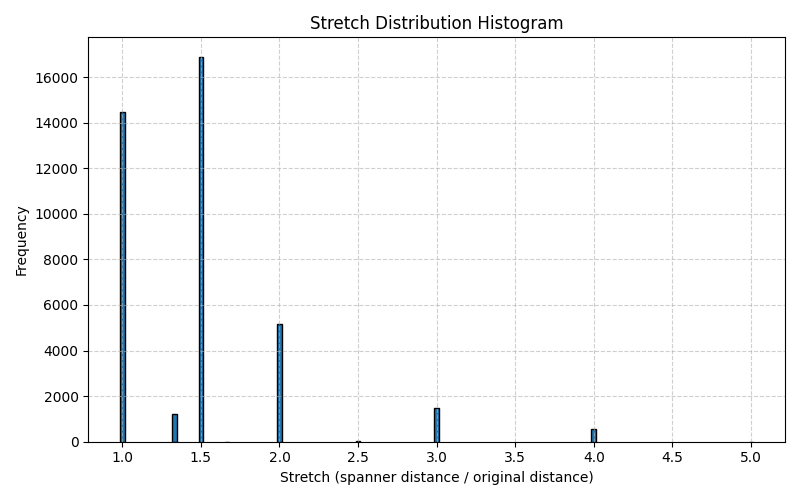 Stretch Distribution Histogram
16000
14000
12000
10000
8000
6000
4000
2000
0
Frequency
1.0 1.5 2.0 2.5 3.0 3.5 4.0 4.5 5.0
Stretch (spanner distance / original distance)